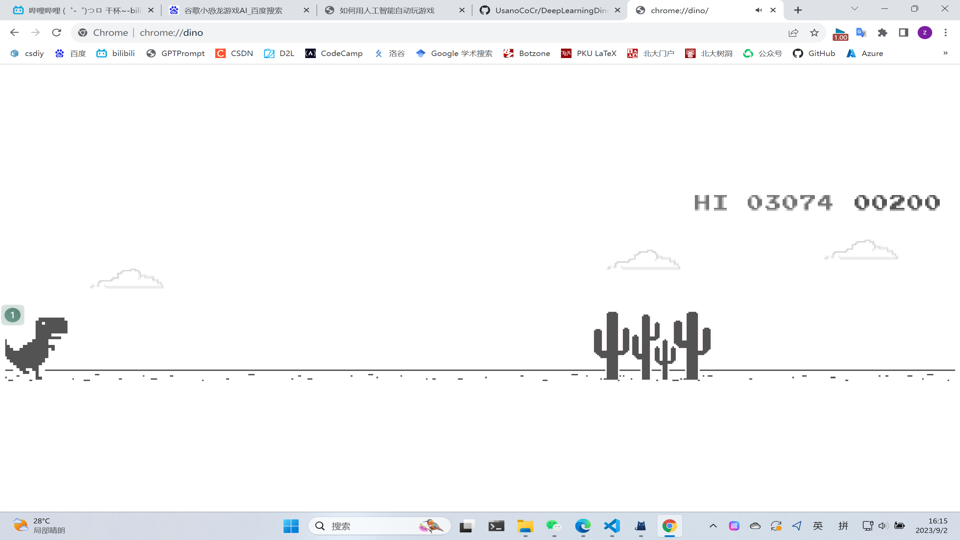 哔哩哔哩 (゜-゜)つロ 干杯~-bili
谷歌小恐龙游戏AI_百度搜索
如何用人工智能自动玩游戏
UsanoCoCr/DeepLearningDin
chrome://dino/
Chrome | chrome://dino
1.00
z
csdiy
百度
bilibili
GPTPrompt
CSDN
D2L
CodeCamp
洛谷
Google 学术搜索
Botzone
PKU LaTeX
北大门户
北大树洞
公众号
GitHub
Azure
»
HI 03074 00200
1
28°C
局部晴朗
搜索
英
拼
16:15
2023/9/2